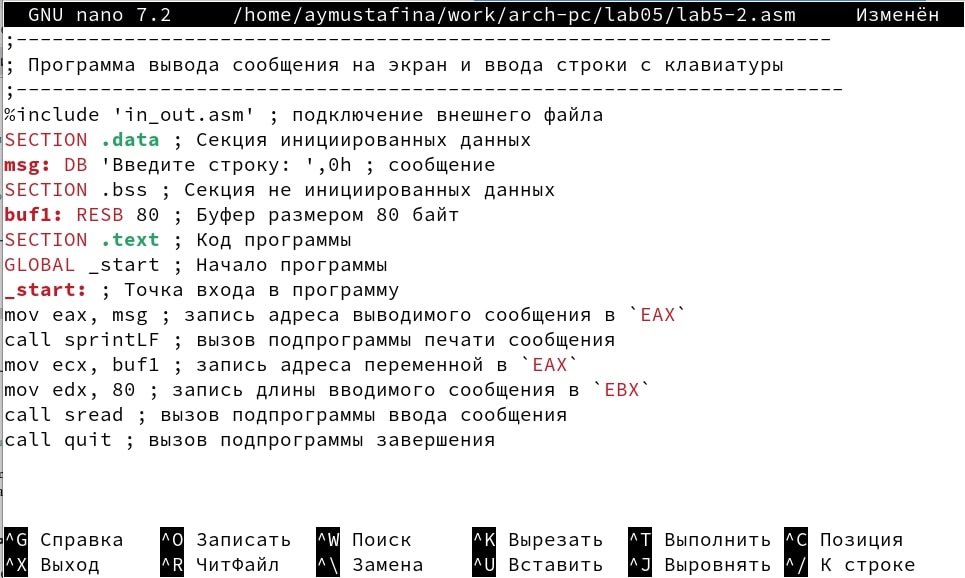 GNU nano 7.2 /home/aymustafina/work/arch-pc/lab05/lab5-2.asm Изменён
;--------------------------------------------------------------------
; Программа вывода сообщения на экран и ввода строки с клавиатуры
;---------------------------------------------------------------------
%include 'in_out.asm' ; подключение внешнего файла
SECTION .data ; Секция инициированных данных
msg: DB 'Введите строку: ',0h ; сообщение
SECTION .bss ; Секция не инициированных данных
buf1: RESB 80 ; Буфер размером 80 байт
SECTION .text ; Код программы
GLOBAL _start ; Начало программы
_start: ; Точка входа в программу
mov eax, msg ; запись адреса выводимого сообщения в `EAX`
call sprintLF ; вызов подпрограммы печати сообщения
mov ecx, buf1 ; запись адреса переменной в `EAX`
mov edx, 80 ; запись длины вводимого сообщения в `EBX`
call sread ; вызов подпрограммы ввода сообщения
call quit ; вызов подпрограммы завершения
^G Справка ^O Записать ^W Поиск ^K Вырезать ^T Выполнить ^C Позиция
^X Выход ^R ЧитФайл ^\ Замена ^U Вставить ^J Выровнять ^/ К строке